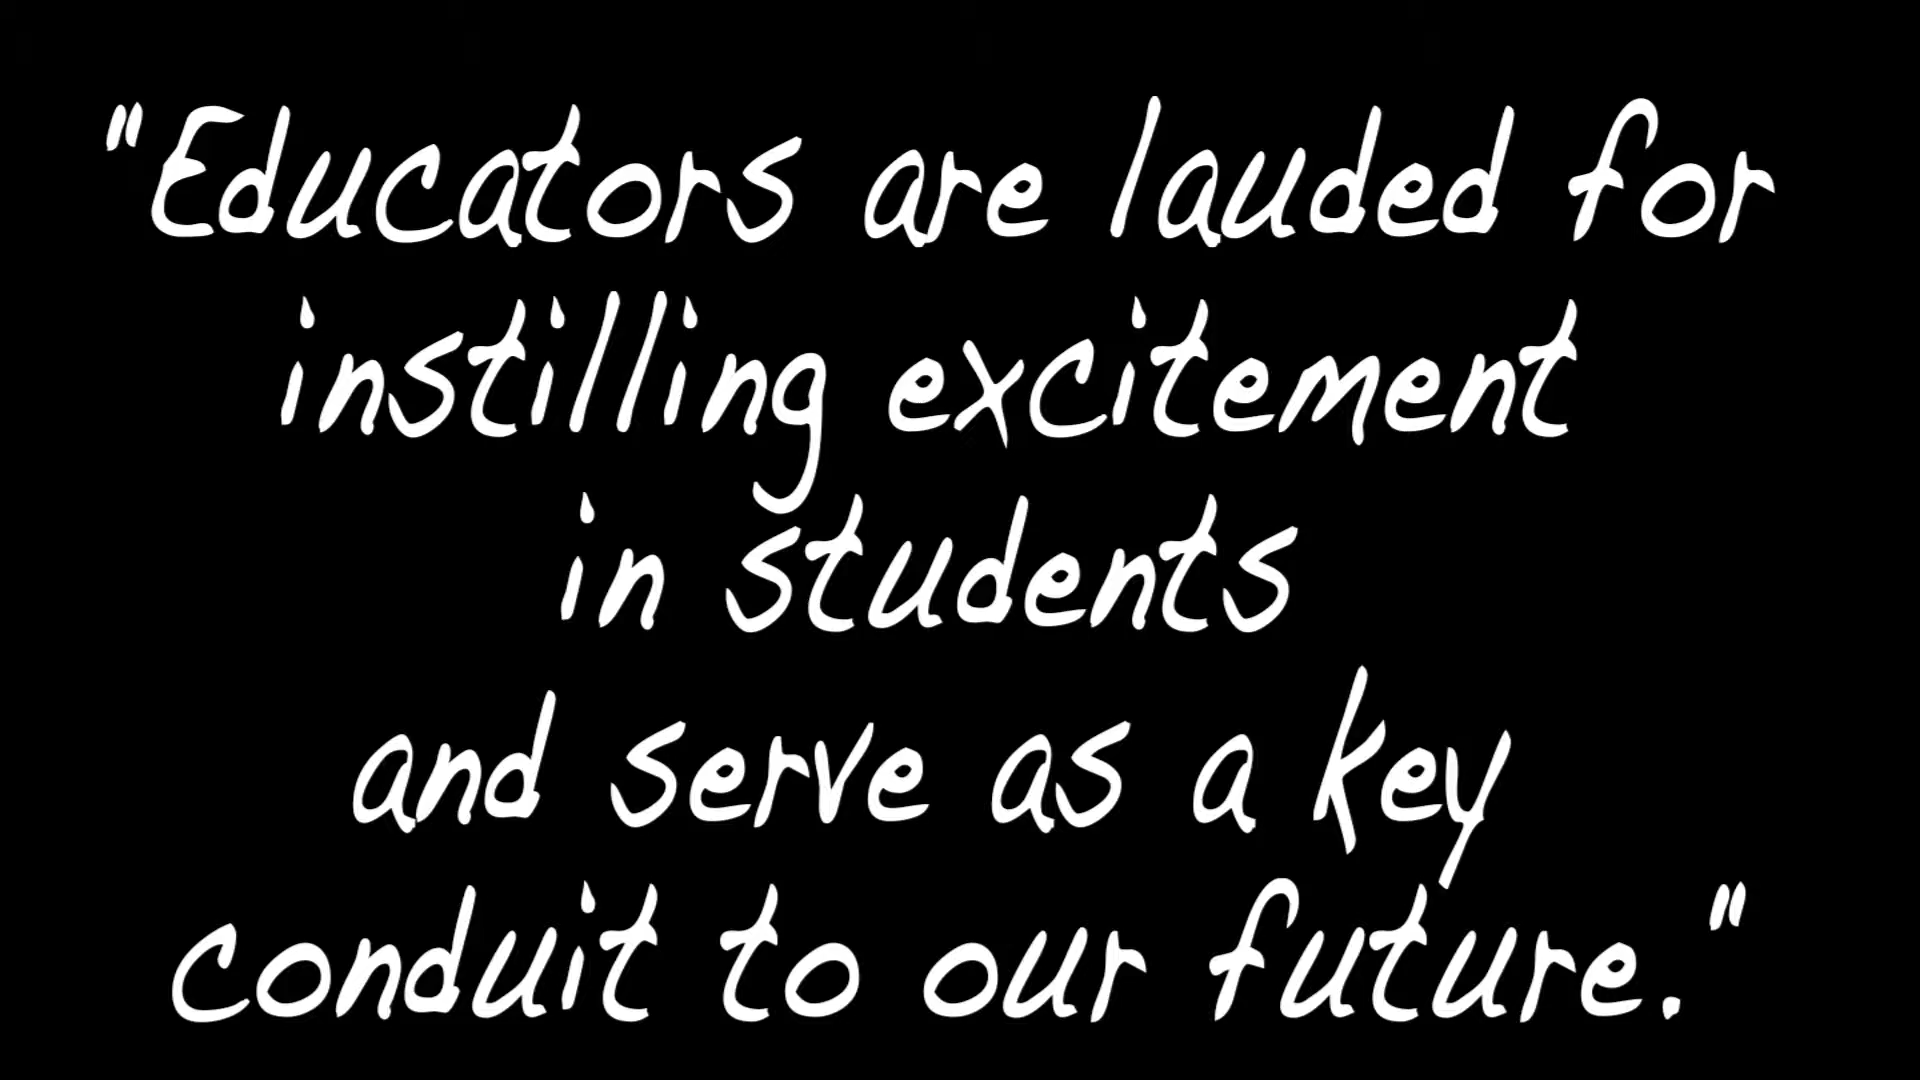 "Educators are lauded for
instilling excitement
in students
and serve as a key
conduit to our future."